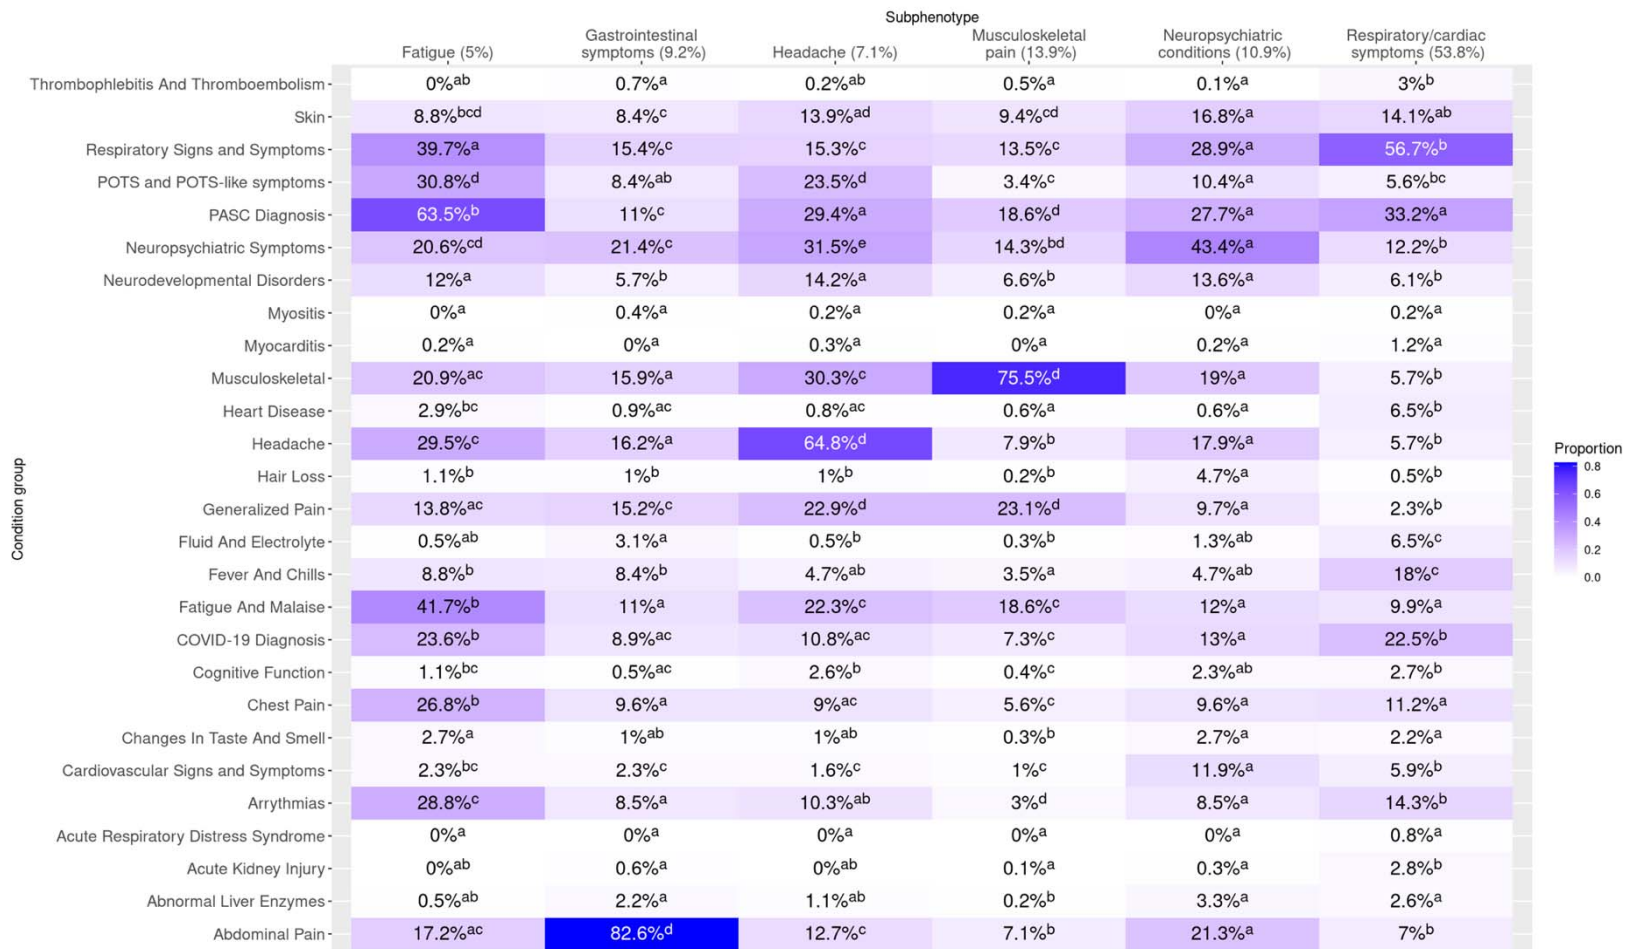 Subphenotype
Fatigue (5%)
Gastrointestinal
symptoms (9.2%)
Headache (7.1%)
Musculoskeletal
pain (13.9%)
Neuropsychiatric
conditions (10.9%)
Respiratory/cardiac
symptoms (53.8%)
Condition group
Thrombophlebitis And Thromboembolism 0%ab 0.7%a 0.2%ab 0.5%a 0.1%a 3%b
Skin 8.8%bcd 8.4%c 13.9%ad 9.4%cd 16.8%a 14.1%ab
Respiratory Signs and Symptoms 39.7%a 15.4%c 15.3%c 13.5%c 28.9%a 56.7%b
POTS and POTS-like symptoms 30.8%d 8.4%ab 23.5%d 3.4%c 10.4%a 5.6%bc
PASC Diagnosis 63.5%b 11%c 29.4%a 18.6%d 27.7%a 33.2%a
Neuropsychiatric Symptoms 20.6%cd 21.4%c 31.5%e 14.3%bd 43.4%a 12.2%b
Neurodevelopmental Disorders 12%a 5.7%b 14.2%a 6.6%b 13.6%a 6.1%b
Myositis 0%a 0.4%a 0.2%a 0.2%a 0%a 0.2%a
Myocarditis 0.2%a 0%a 0.3%a 0%a 0.2%a 1.2%a
Musculoskeletal 20.9%ac 15.9%a 30.3%c 75.5%d 19%a 5.7%b
Heart Disease 2.9%bc 0.9%ac 0.8%ac 0.6%a 0.6%a 6.5%b
Headache 29.5%c 16.2%a 64.8%d 7.9%b 17.9%a 5.7%b
Hair Loss 1.1%b 1%b 1%b 0.2%b 4.7%a 0.5%b
Generalized Pain 13.8%ac 15.2%c 22.9%d 23.1%d 9.7%a 2.3%b
Fluid And Electrolyte 0.5%ab 3.1%a 0.5%b 0.3%b 1.3%ab 6.5%c
Fever And Chills 8.8%b 8.4%b 4.7%ab 3.5%a 4.7%ab 18%c
Fatigue And Malaise 41.7%b 11%a 22.3%c 18.6%c 12%a 9.9%a
COVID-19 Diagnosis 23.6%b 8.9%ac 10.8%ac 7.3%c 13%a 22.5%b
Cognitive Function 1.1%bc 0.5%ac 2.6%b 0.4%c 2.3%ab 2.7%b
Chest Pain 26.8%b 9.6%a 9%ac 5.6%c 9.6%a 11.2%a
Changes In Taste And Smell 2.7%a 1%ab 1%ab 0.3%b 2.7%a 2.2%a
Cardiovascular Signs and Symptoms 2.3%bc 2.3%c 1.6%c 1%c 11.9%a 5.9%b
Arrythmias 28.8%c 8.5%a 10.3%ab 3%d 8.5%a 14.3%b
Acute Respiratory Distress Syndrome 0%a 0%a 0%a 0%a 0%a 0.8%a
Acute Kidney Injury 0%ab 0.6%a 0%ab 0.1%a 0.3%a 2.8%b
Abnormal Liver Enzymes 0.5%ab 2.2%a 1.1%ab 0.2%b 3.3%a 2.6%a
Abdominal Pain 17.2%ac 82.6%d 12.7%c 7.1%b 21.3%a 7%b
Proportion
0.8
0.6
0.4
0.2
0.0